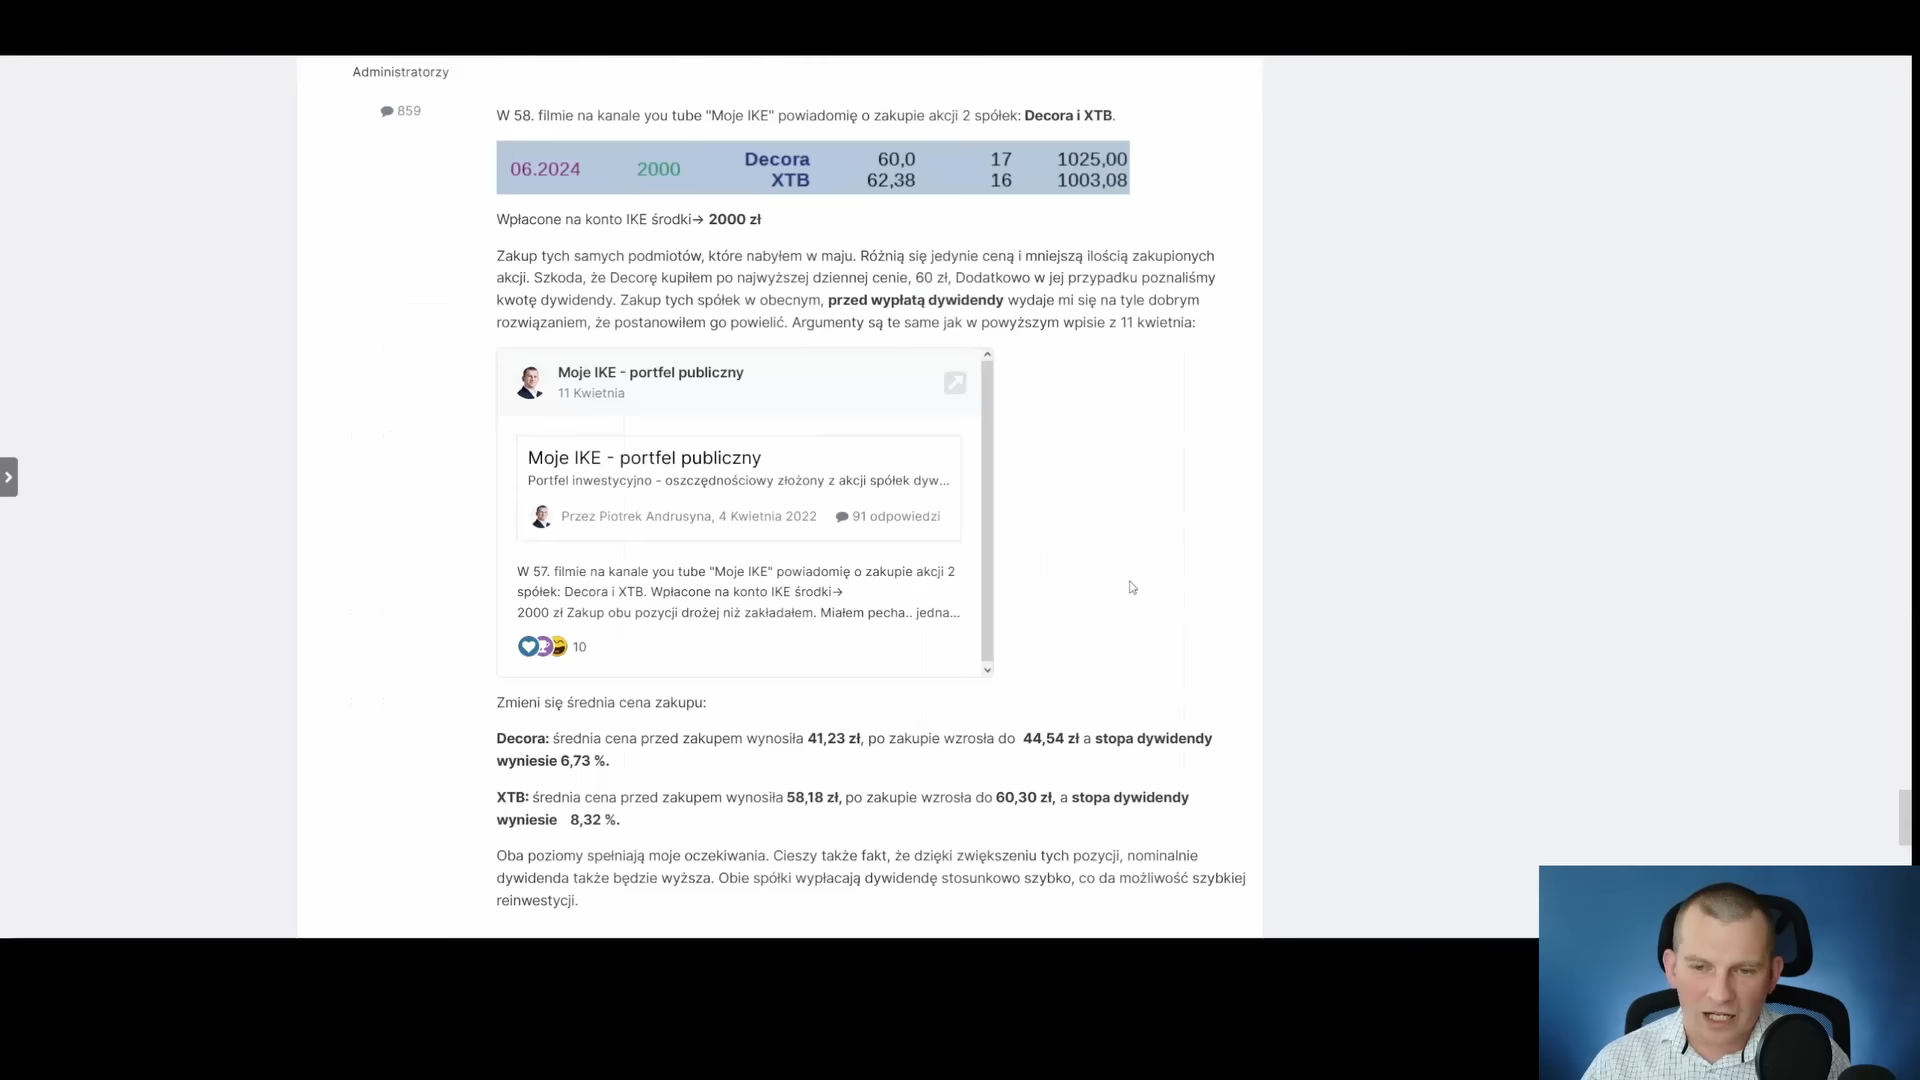 Administratorzy
859
W 58. filmie na kanale you tube "Moje IKE" powiadomię o zakupie akcji 2 spółek: Decora i XTB.
06.2024 2000 Decora 60,0 17 1025,00
XTB 62,38 16 1003,08
Wpłacone na konto IKE środki→ 2000 zł
Zakup tych samych podmiotów, które nabyłem w maju. Różnią się jedynie ceną i mniejszą ilością zakupionych
akcji. Szkoda, że Decorę kupiłem po najwyższej dziennej cenie, 60 zł, Dodatkowo w jej przypadku poznaliśmy
kwotę dywidendy. Zakup tych spółek w obecnym, przed wypłatą dywidendy wydaje mi się na tyle dobrym
rozwiązaniem, że postanowiłem go powielić. Argumenty są te same jak w powyższym wpisie z 11 kwietnia:
Moje IKE - portfel publiczny
11 Kwietnia
Moje IKE - portfel publiczny
Portfel inwestycyjno - oszczędnościowy złożony z akcji spółek dyw...
Przez Piotrek Andrusyna, 4 Kwietnia 2022 91 odpowiedzi
W 57. filmie na kanale you tube "Moje IKE" powiadomię o zakupie akcji 2
spółek: Decora i XTB. Wpłacone na konto IKE środki→
2000 zł Zakup obu pozycji drożej niż zakładałem. Miałem pecha.. jedna...
10
Zmieni się średnia cena zakupu:
Decora: średnia cena przed zakupem wynosiła 41,23 zł, po zakupie wzrosła do 44,54 zł a stopa dywidendy
wyniesie 6,73 %.
XTB: średnia cena przed zakupem wynosiła 58,18 zł, po zakupie wzrosła do 60,30 zł, a stopa dywidendy
wyniesie 8,32 %.
Oba poziomy spełniają moje oczekiwania. Cieszy także fakt, że dzięki zwiększeniu tych pozycji, nominalnie
dywidenda także będzie wyższa. Obie spółki wypłacają dywidendę stosunkowo szybko, co da możliwość szybkiej
reinwestycji.